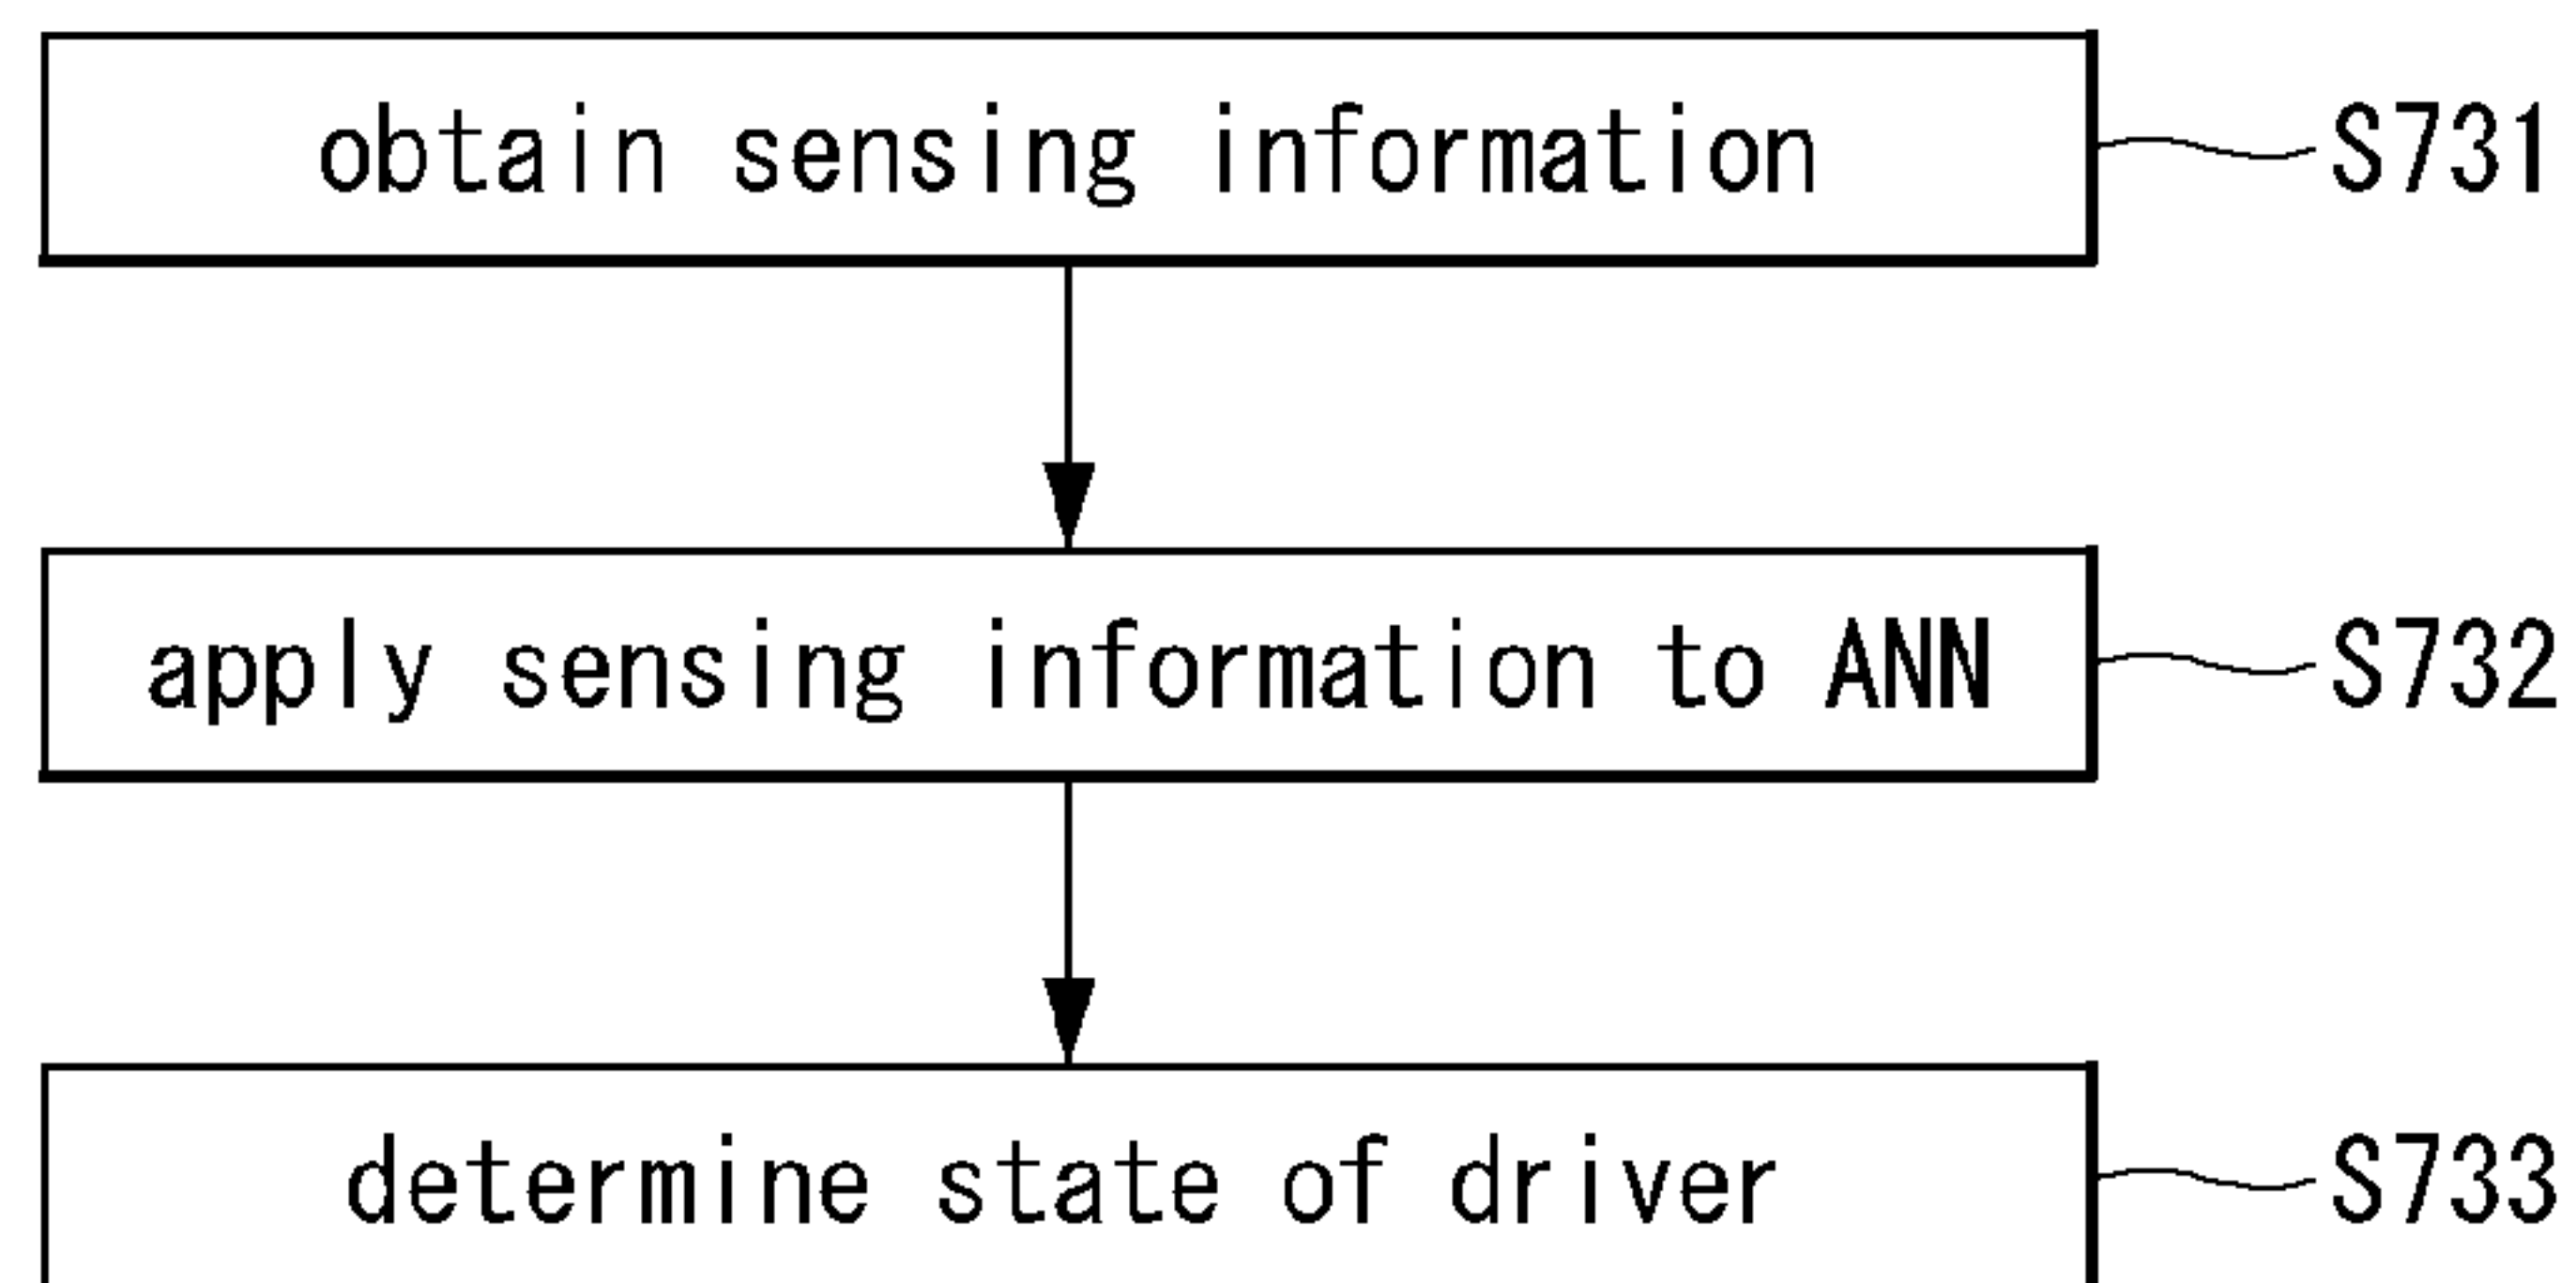 obtain sensing information S731
apply sensing information to ANN S732
determine state of driver S733